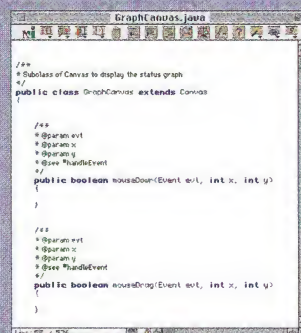 GraphCanvas.java
/**
* Subclass of Canvas to display the status graph
*/
public class GraphCanvas extends Canvas
{
/**
* @param evt
* @param x
* @param y
* @see *handleEvent
*/
public boolean mouseDown(Event evt, int x, int y)
{
}
/**
* @param evt
* @param x
* @param y
* @see *handleEvent
*/
public boolean mouseDrag(Event evt, int x, int y)
{
}